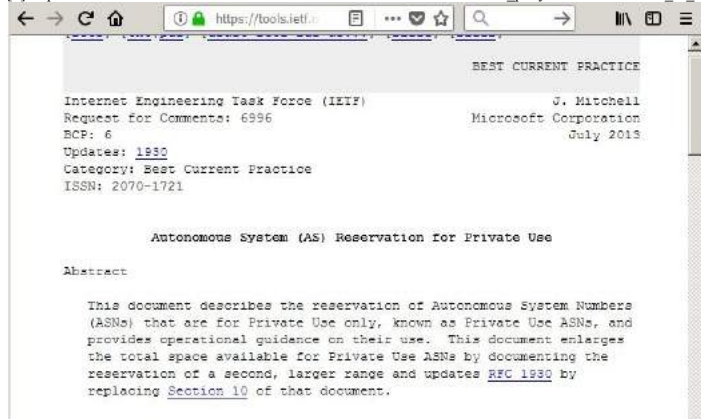 https://tools.ietf.
BEST CURRENT PRACTICE
Internet Engineering Task Force (IETF) J. Mitchell
Request for Comments: 6996 Microsoft Corporation
BCP: 6 July 2013
Updates: 1930
Category: Best Current Practice
ISSN: 2070-1721
Autonomous System (AS) Reservation for Private Use
Abstract
This document describes the reservation of Autonomous System Numbers
(ASNs) that are for Private Use only, known as Private Use ASNs, and
provides operational guidance on their use. This document enlarges
the total space available for Private Use ASNs by documenting the
reservation of a second, larger range and updates RFC 1930 by
replacing Section 10 of that document.